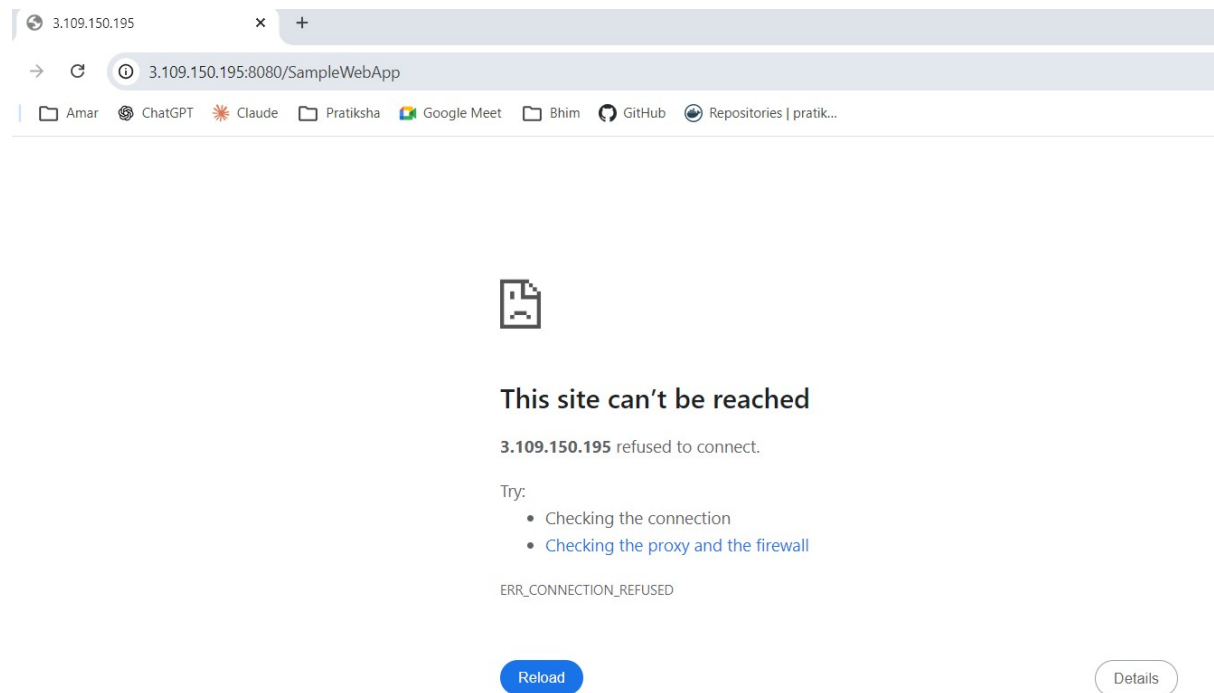 3.109.150.195
3.109.150.195:8080/SampleWebApp
Amar ChatGPT Claude Pratiksha Google Meet Bhim GitHub Repositories | pratik...
This site can't be reached
3.109.150.195 refused to connect.
Try:
• Checking the connection
• Checking the proxy and the firewall
ERR_CONNECTION_REFUSED
Reload Details